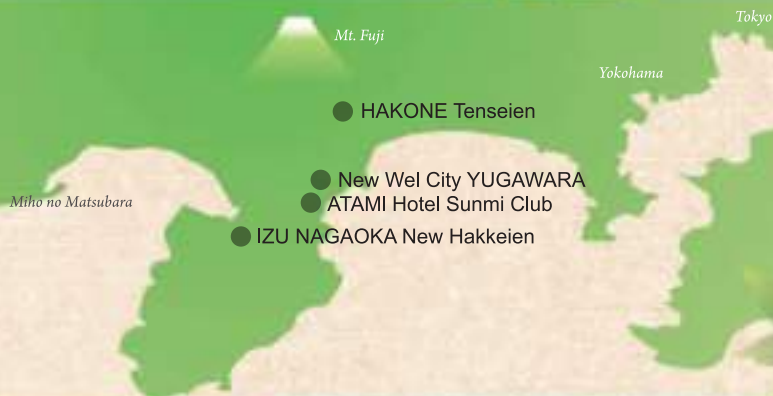 Tokyo
Mt. Fuji
Yokohama
HAKONE Tenseien
New Wel City YUGAWARA
Miho no Matsubara
ATAMI Hotel Sunmi Club
IZU NAGAOKA New Hakkeien